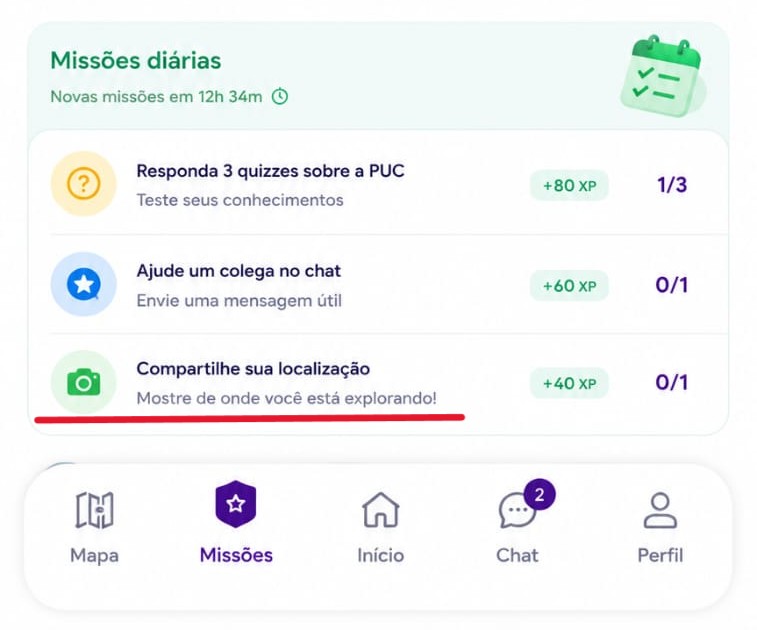 Missões diárias
Novas missões em 12h 34m
Responda 3 quizzes sobre a PUC
Teste seus conhecimentos
+80 XP
1/3
Ajude um colega no chat
Envie uma mensagem útil
+60 XP
0/1
Compartilhe sua localização
Mostre de onde você está explorando!
+40 XP
0/1
Mapa
Missões
Início
2
Chat
Perfil